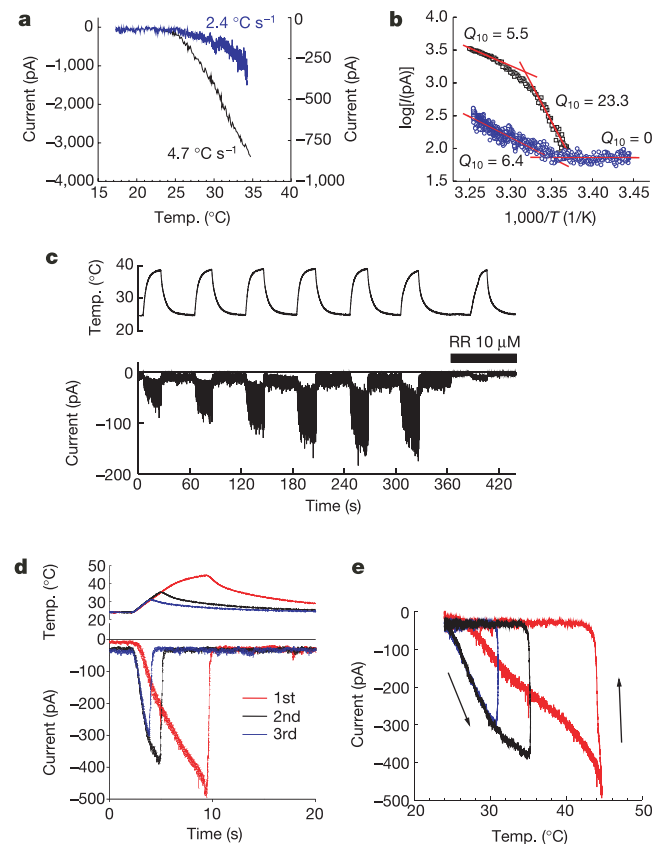 a
2.4 °C s⁻¹
4.7 °C s⁻¹
Current (pA)
0
–1,000
–2,000
–3,000
–4,000
Current (pA)
0
–250
–500
–750
–1,000
15 20 25 30 35 40
Temp. (°C)
b
Q10 = 5.5
Q10 = 23.3
Q10 = 0
Q10 = 6.4
log[I/(pA)]
4.0
3.5
3.0
2.5
2.0
1.5
3.25 3.30 3.35 3.40 3.45
1,000/T (1/K)
c
Temp. (°C)
40
30
20
RR 10 μM
Current (pA)
0
–100
–200
0 60 120 180 240 300 360 420
Time (s)
d
Temp. (°C)
50
40
30
20
Current (pA)
0
–100
–200
–300
–400
–500
1st
2nd
3rd
0 5 10 15 20
Time (s)
e
Current (pA)
0
–100
–200
–300
–400
–500
20 30 40 50
Temp. (°C)